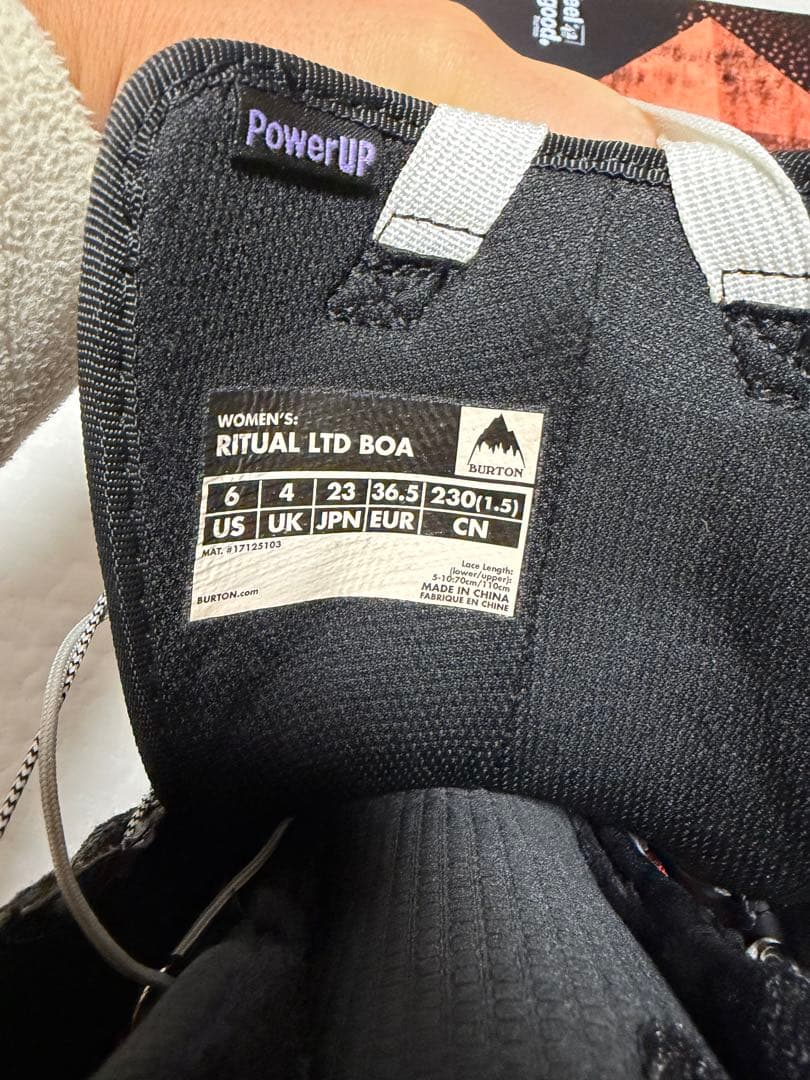 good.
PowerUP
WOMEN'S:
RITUAL LTD BOA
BURTON
6 4 23 36.5 230(1.5)
US UK JPN EUR CN
MAT. #17125103
Lace Length:
(lower/upper):
5-10:70cm/110cm
MADE IN CHINA
FABRIQUE EN CHINE
BURTON.com